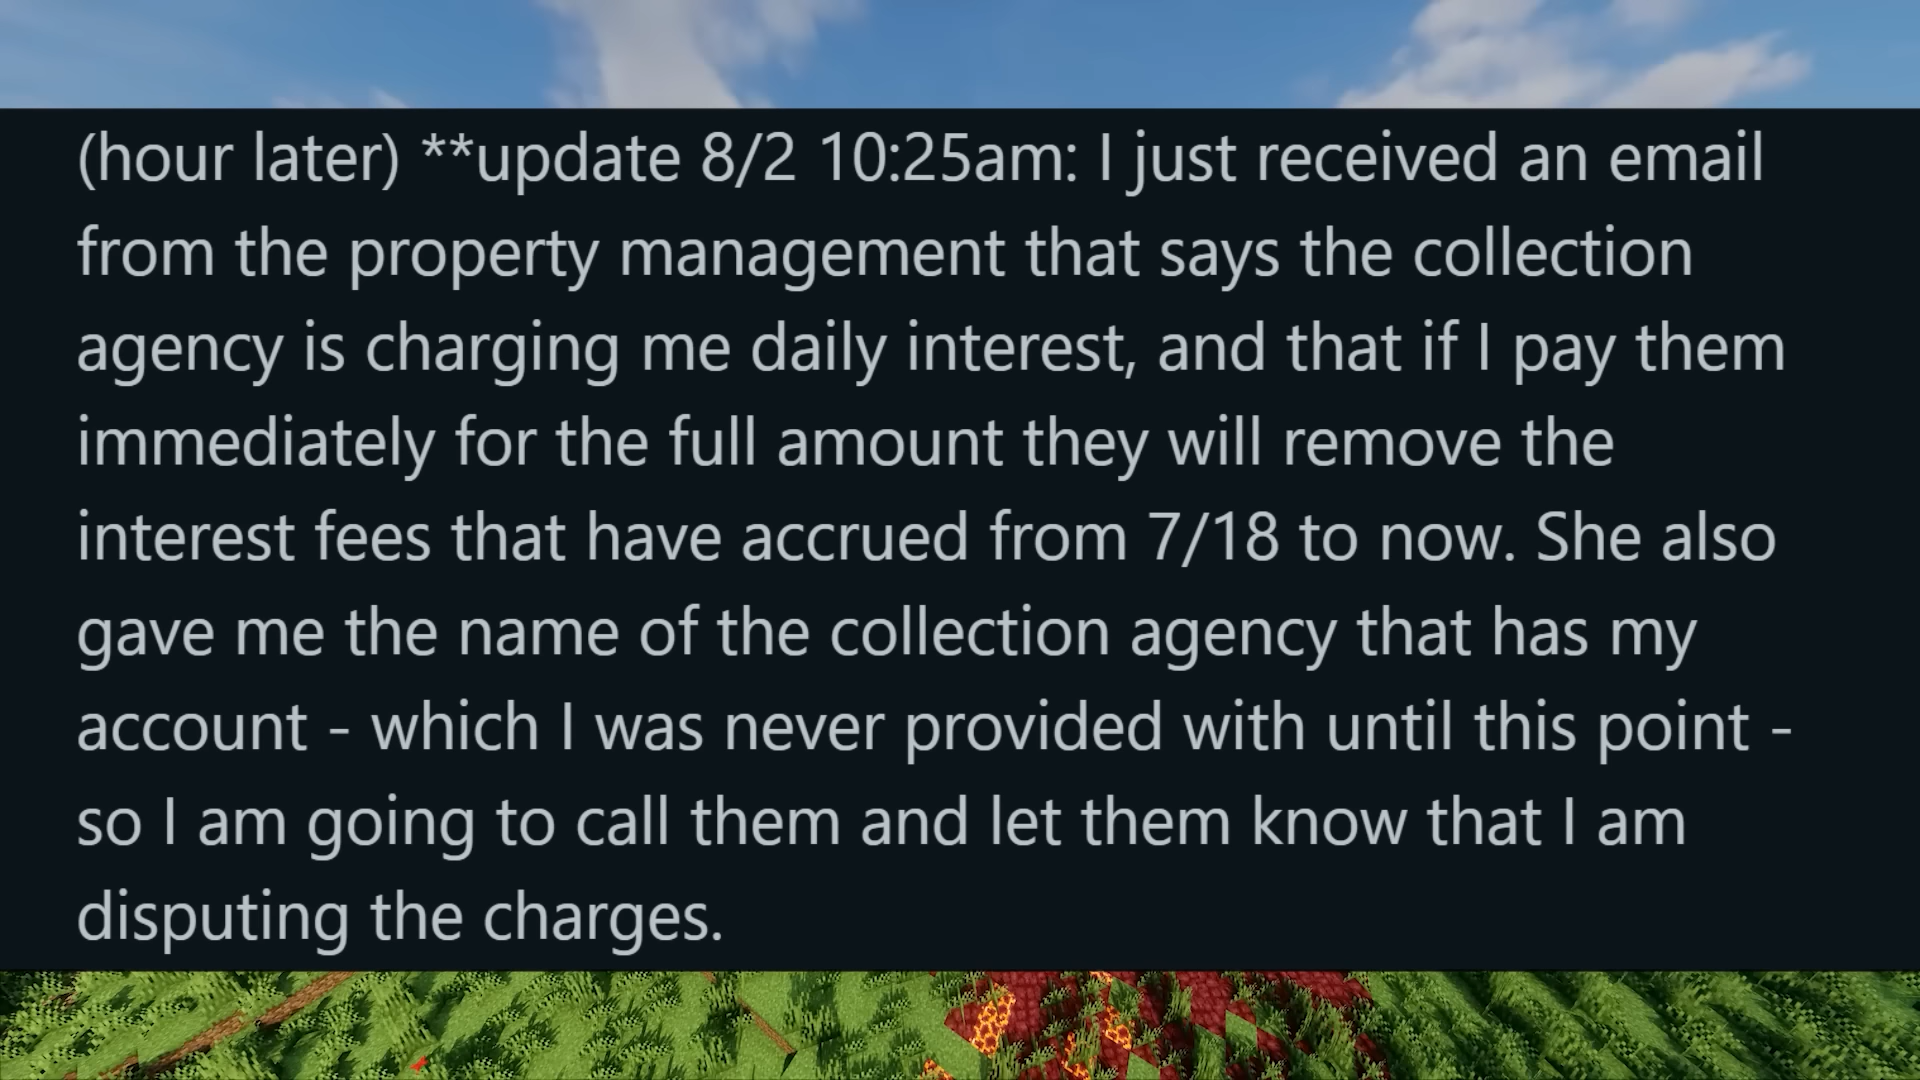 (hour later) **update 8/2 10:25am: I just received an email
from the property management that says the collection
agency is charging me daily interest, and that if I pay them
immediately for the full amount they will remove the
interest fees that have accrued from 7/18 to now. She also
gave me the name of the collection agency that has my
account - which I was never provided with until this point -
so I am going to call them and let them know that I am
disputing the charges.